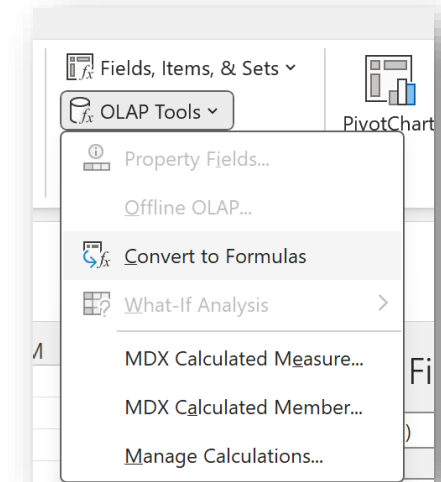 Fields, Items, & Sets
OLAP Tools
PivotChart
Property Fields...
Offline OLAP...
Convert to Formulas
What-If Analysis
MDX Calculated Measure...
M
Fi
MDX Calculated Member...
)
Manage Calculations...